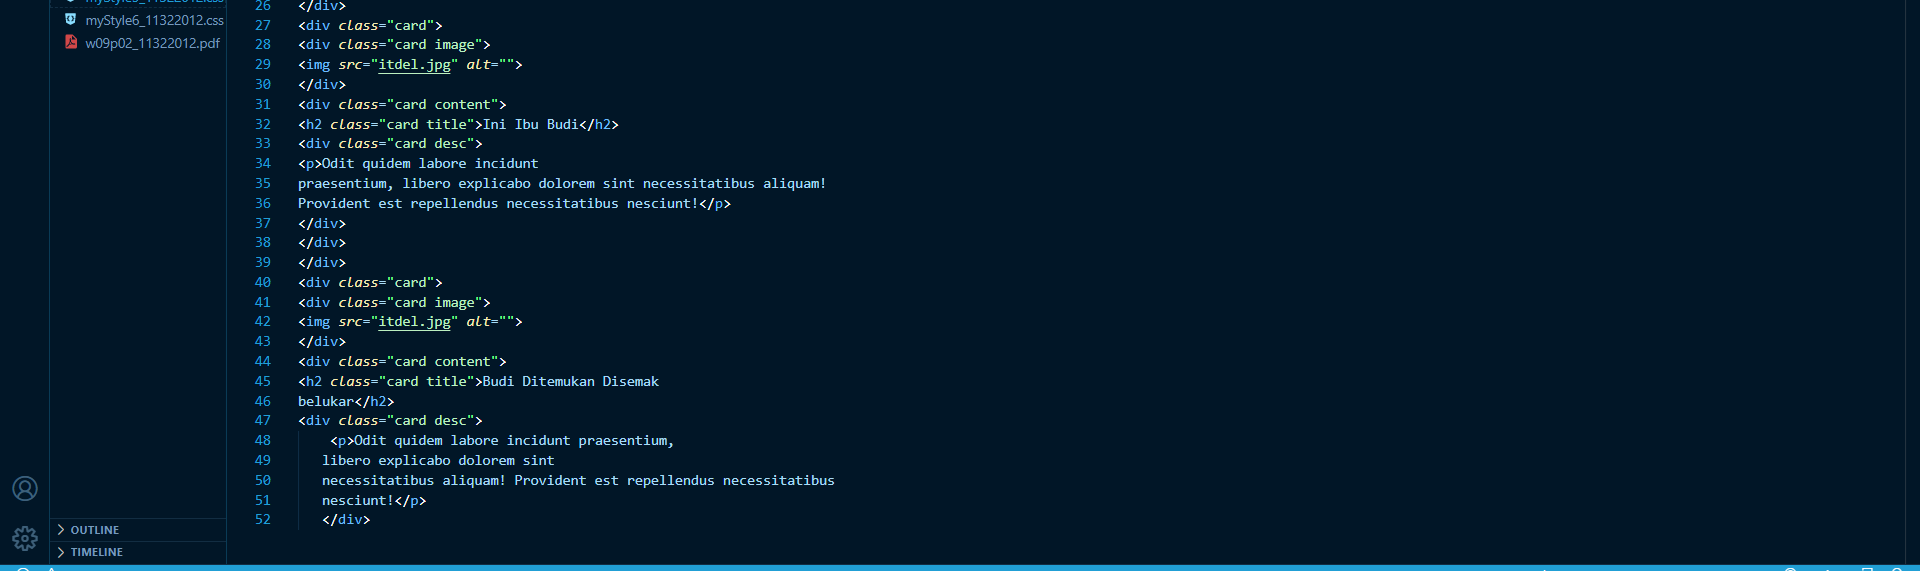 myStyle6_11322012.css
w09p02_11322012.pdf
OUTLINE
TIMELINE
26 </div>
27 <div class="card">
28 <div class="card image">
29 <img src="itdel.jpg" alt="">
30 </div>
31 <div class="card content">
32 <h2 class="card title">Ini Ibu Budi</h2>
33 <div class="card desc">
34 <p>Odit quidem labore incidunt
35 praesentium, libero explicabo dolorem sint necessitatibus aliquam!
36 Provident est repellendus necessitatibus nesciunt!</p>
37 </div>
38 </div>
39 </div>
40 <div class="card">
41 <div class="card image">
42 <img src="itdel.jpg" alt="">
43 </div>
44 <div class="card content">
45 <h2 class="card title">Budi Ditemukan Disemak
46 belukar</h2>
47 <div class="card desc">
48 <p>Odit quidem labore incidunt praesentium,
49 libero explicabo dolorem sint
50 necessitatibus aliquam! Provident est repellendus necessitatibus
51 nesciunt!</p>
52 </div>